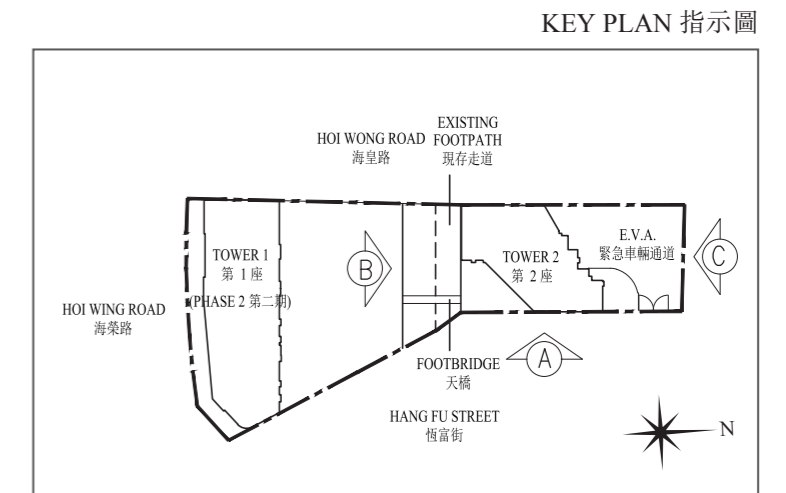 KEY PLAN 指示圖
EXISTING
HOI WONG ROAD FOOTPATH
海皇路 現存走道
E.V.A.
緊急車輛通道
TOWER 1
第 1 座
(PHASE 2 第二期)
TOWER 2
第 2 座
B
C
HOI WING ROAD
海榮路
FOOTBRIDGE
天橋
A
HANG FU STREET
恆富街
N